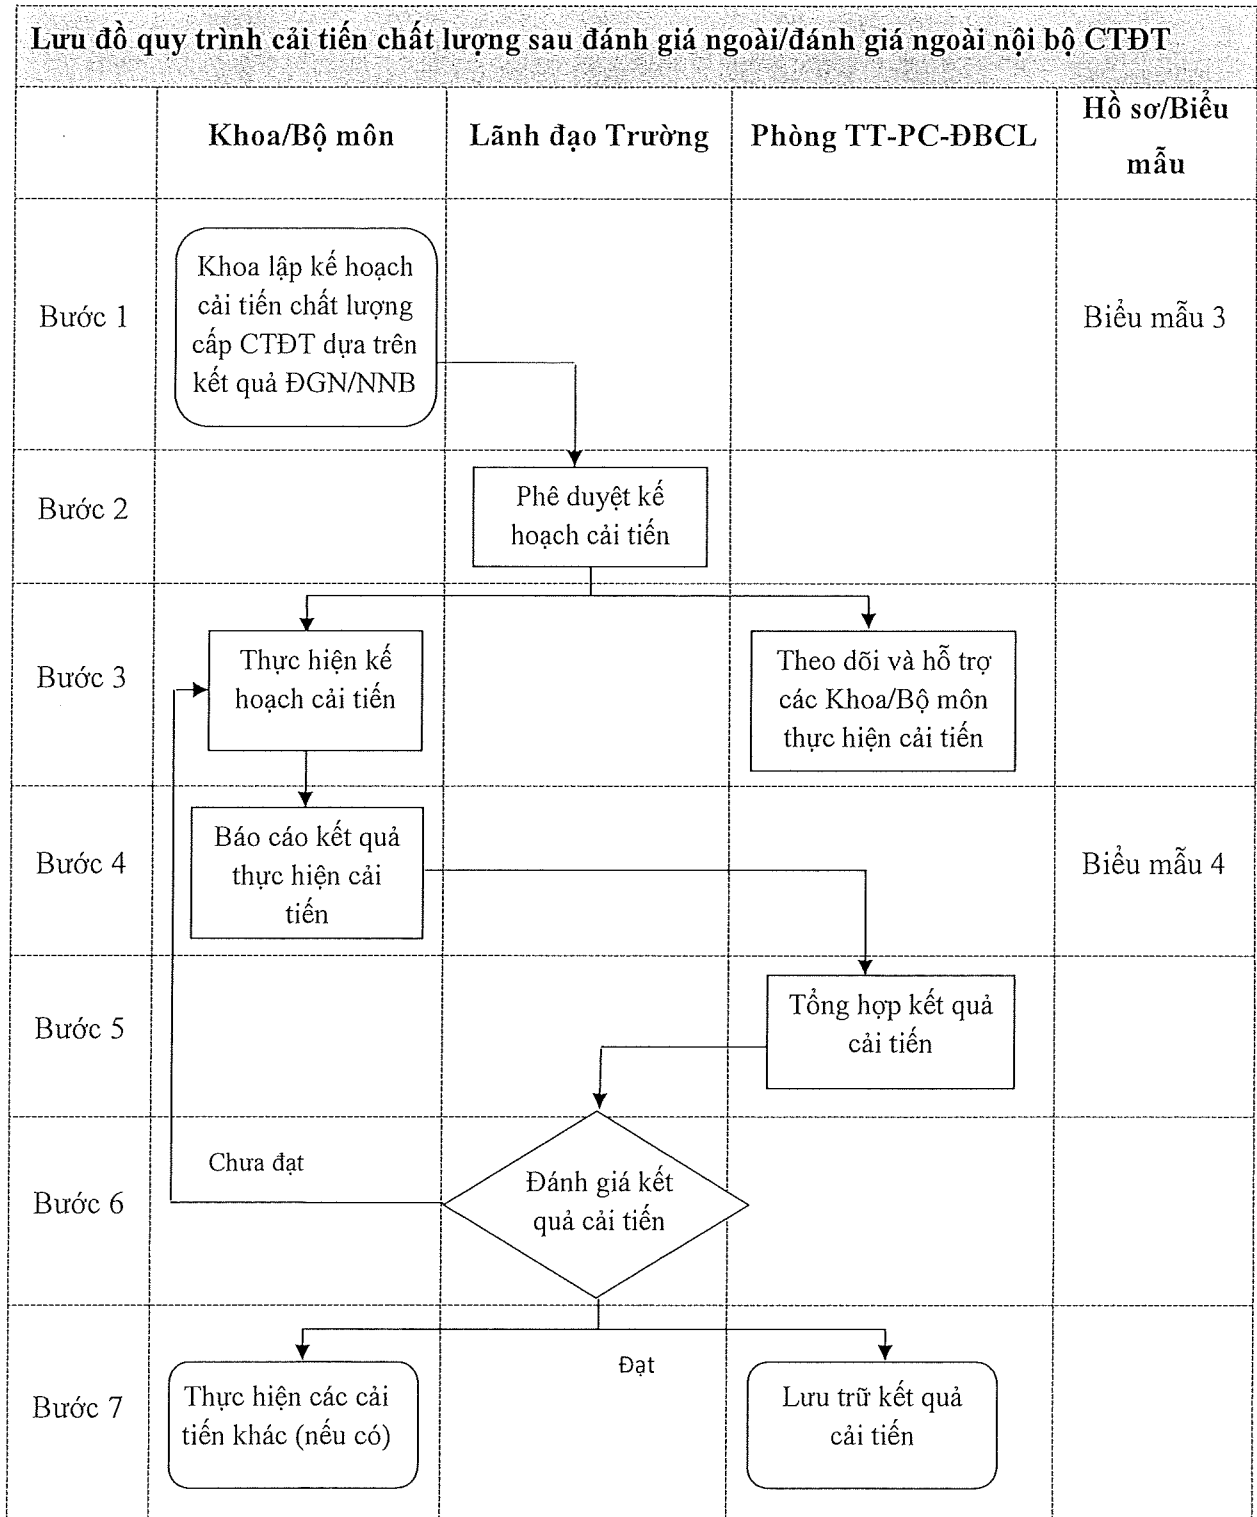 Lưu đồ quy trình cải tiến chất lượng sau đánh giá ngoài/đánh giá ngoài nội bộ CTĐT
Khoa/Bộ môn
Lãnh đạo Trường
Phòng TT-PC-ĐBCL
Hồ sơ/Biểu
mẫu
Bước 1
Khoa lập kế hoạch
cải tiến chất lượng
cấp CTĐT dựa trên
kết quả ĐGN/NNB
Biểu mẫu 3
Bước 2
Phê duyệt kế
hoạch cải tiến
Bước 3
Thực hiện kế
hoạch cải tiến
Theo dõi và hỗ trợ
các Khoa/Bộ môn
thực hiện cải tiến
Bước 4
Báo cáo kết quả
thực hiện cải
tiến
Biểu mẫu 4
Bước 5
Tổng hợp kết quả
cải tiến
Bước 6
Chưa đạt
Đánh giá kết
quả cải tiến
Đạt
Bước 7
Thực hiện các cải
tiến khác (nếu có)
Lưu trữ kết quả
cải tiến